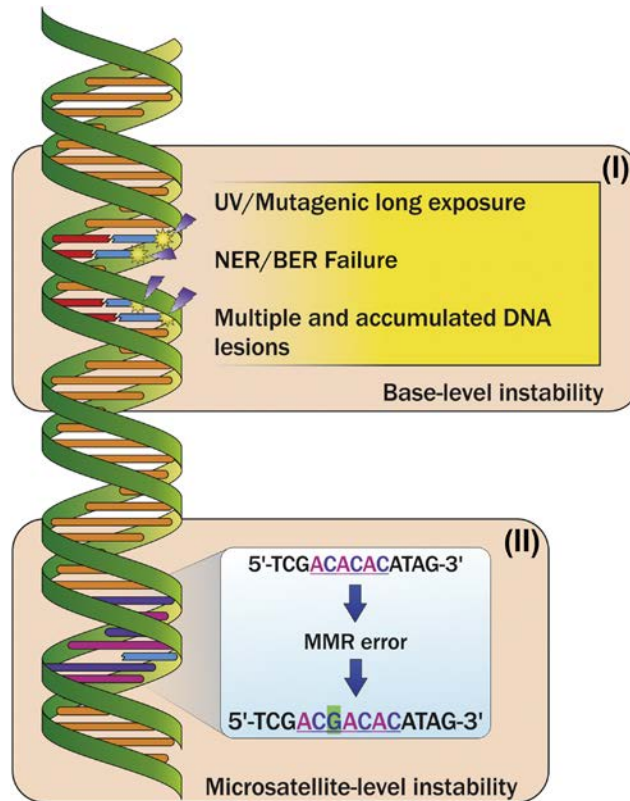 (I)
UV/Mutagenic long exposure
NER/BER Failure
Multiple and accumulated DNA
lesions
Base-level instability
(II)
5'-TCGACACACATAG-3'
MMR error
5'-TCGACGACACATAG-3'
Microsatellite-level instability